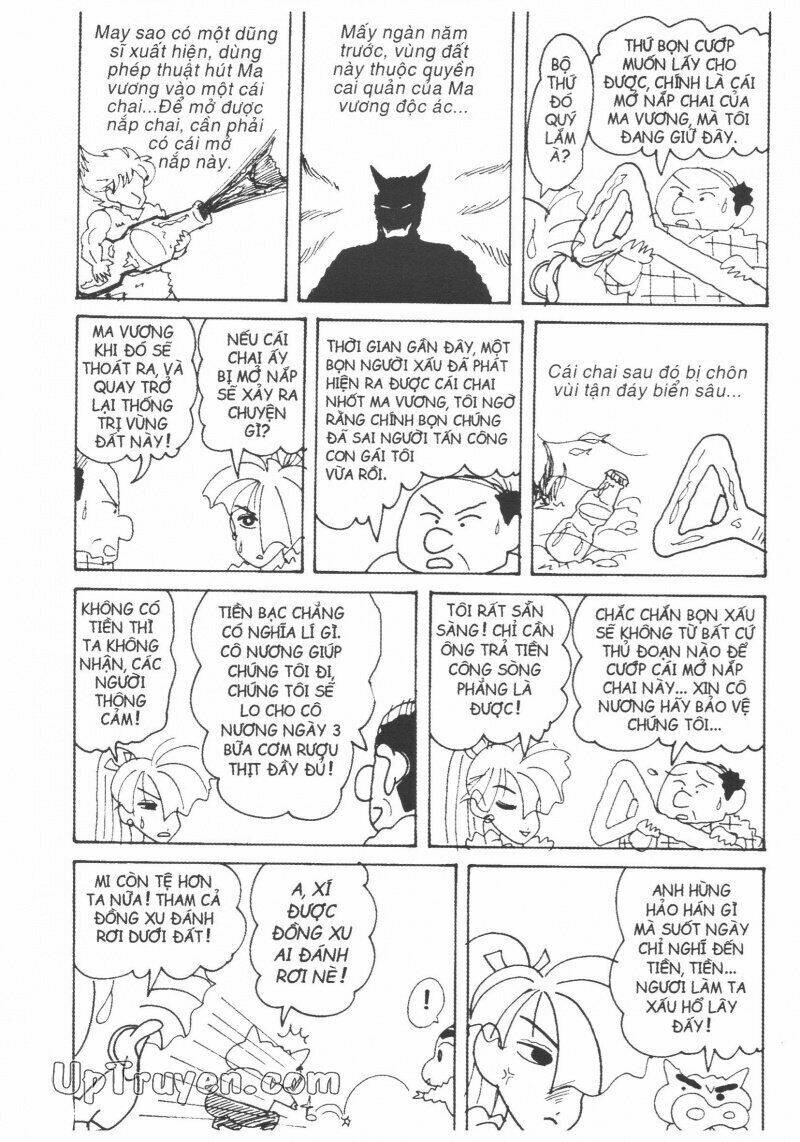 THỨ BỌN CƯỚP
MUỐN LẤY CHO
ĐƯỢC, CHÍNH LÀ CÁI
MỞ NẮP CHAI CỦA
MA VƯƠNG, MÀ TÔI
ĐANG GIỮ ĐÂY.
BỘ
THỨ
ĐÓ
QUÝ
LẮM
À?
Mấy ngàn năm
trước, vùng đất
này thuộc quyền
cai quản của Ma
vương độc ác...
May sao có một dũng
sĩ xuất hiện, dùng
phép thuật hút Ma
vương vào một cái
chai...Để mở được
nắp chai, cần phải
có cái mở
nắp này.
Cái chai sau đó bị chôn
vùi tận đáy biển sâu...
THỜI GIAN GẦN ĐÂY, MỘT
BỌN NGƯỜI XẤU ĐÃ PHÁT
HIỆN RA ĐƯỢC CÁI CHAI
NHỐT MA VƯƠNG, TÔI NGỜ
RẰNG CHÍNH BỌN CHÚNG
ĐÃ SAI NGƯỜI TẤN CÔNG
CON GÁI TÔI
VỪA RỒI.
NẾU CÁI
CHAI ẤY
BỊ MỞ NẮP
SẼ XẢY RA
CHUYỆN
GÌ?
MA VƯƠNG
KHI ĐÓ SẼ
THOÁT RA, VÀ
QUAY TRỞ
LẠI THỐNG
TRỊ VÙNG
ĐẤT NÀY!
CHẮC CHẮN BỌN XẤU
SẼ KHÔNG TỪ BẤT CỨ
THỦ ĐOẠN NÀO ĐỂ
CƯỚP CÁI MỞ NẮP
CHAI NÀY... XIN CÔ
NƯƠNG HÃY BẢO VỆ
CHÚNG TÔI...
TÔI RẤT SẴN
SÀNG! CHỈ CẦN
ÔNG TRẢ TIỀN
CÔNG SÒNG
PHẲNG LÀ
ĐƯỢC!
TIỀN BẠC CHẲNG
CÓ NGHĨA LÍ GÌ.
CÔ NƯƠNG GIÚP
CHÚNG TÔI ĐI,
CHÚNG TÔI SẼ
LO CHO CÔ
NƯƠNG NGÀY 3
BỮA CƠM RƯỢU
THỊT ĐẦY ĐỦ!
KHÔNG CÓ
TIỀN THÌ
TA KHÔNG
NHẬN, CÁC
NGƯỜI
THÔNG
CẢM!
ANH HÙNG
HẢO HÁN GÌ
MÀ SUỐT NGÀY
CHỈ NGHĨ ĐẾN
TIỀN, TIỀN...
NGƯƠI LÀM TA
XẤU HỔ LÂY
ĐẤY!
!
A, XÍ
ĐƯỢC
ĐỒNG XU
AI ĐÁNH
RƠI NÈ!
MI CÒN TỆ HƠN
TA NỮA! THAM CẢ
ĐỒNG XU ĐÁNH
RƠI DƯỚI ĐẤT!
UpTruyen.com